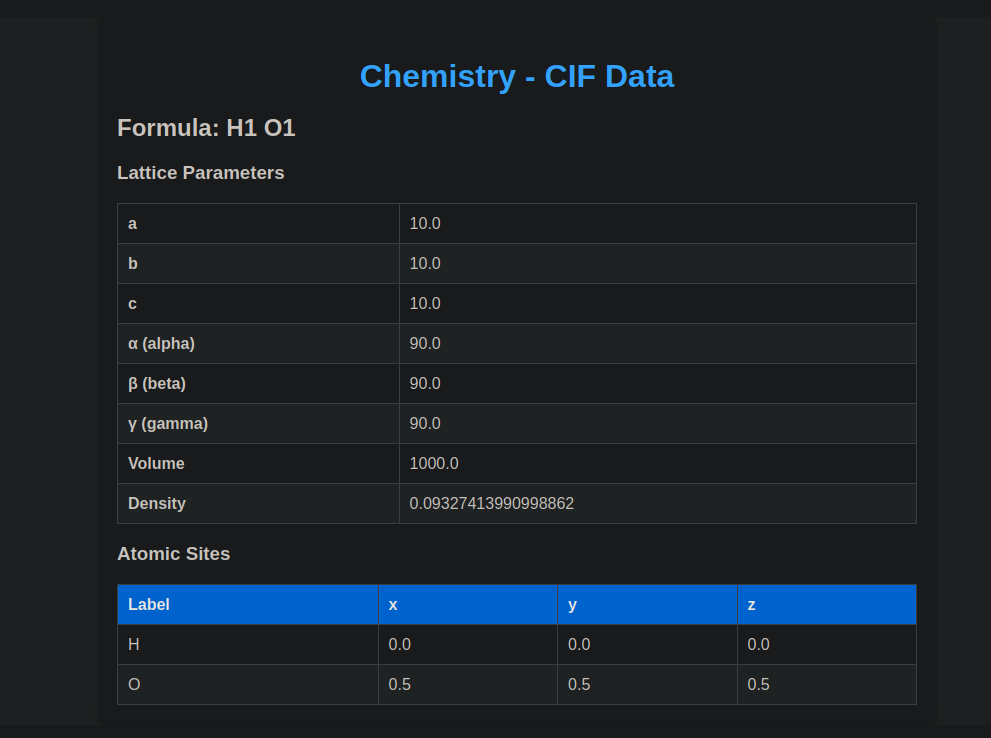 Chemistry - CIF Data
Formula: H1 O1
Lattice Parameters
a 10.0
b 10.0
c 10.0
α (alpha) 90.0
β (beta) 90.0
γ (gamma) 90.0
Volume 1000.0
Density 0.09327413990998862
Atomic Sites
Label x y z
H 0.0 0.0 0.0
O 0.5 0.5 0.5